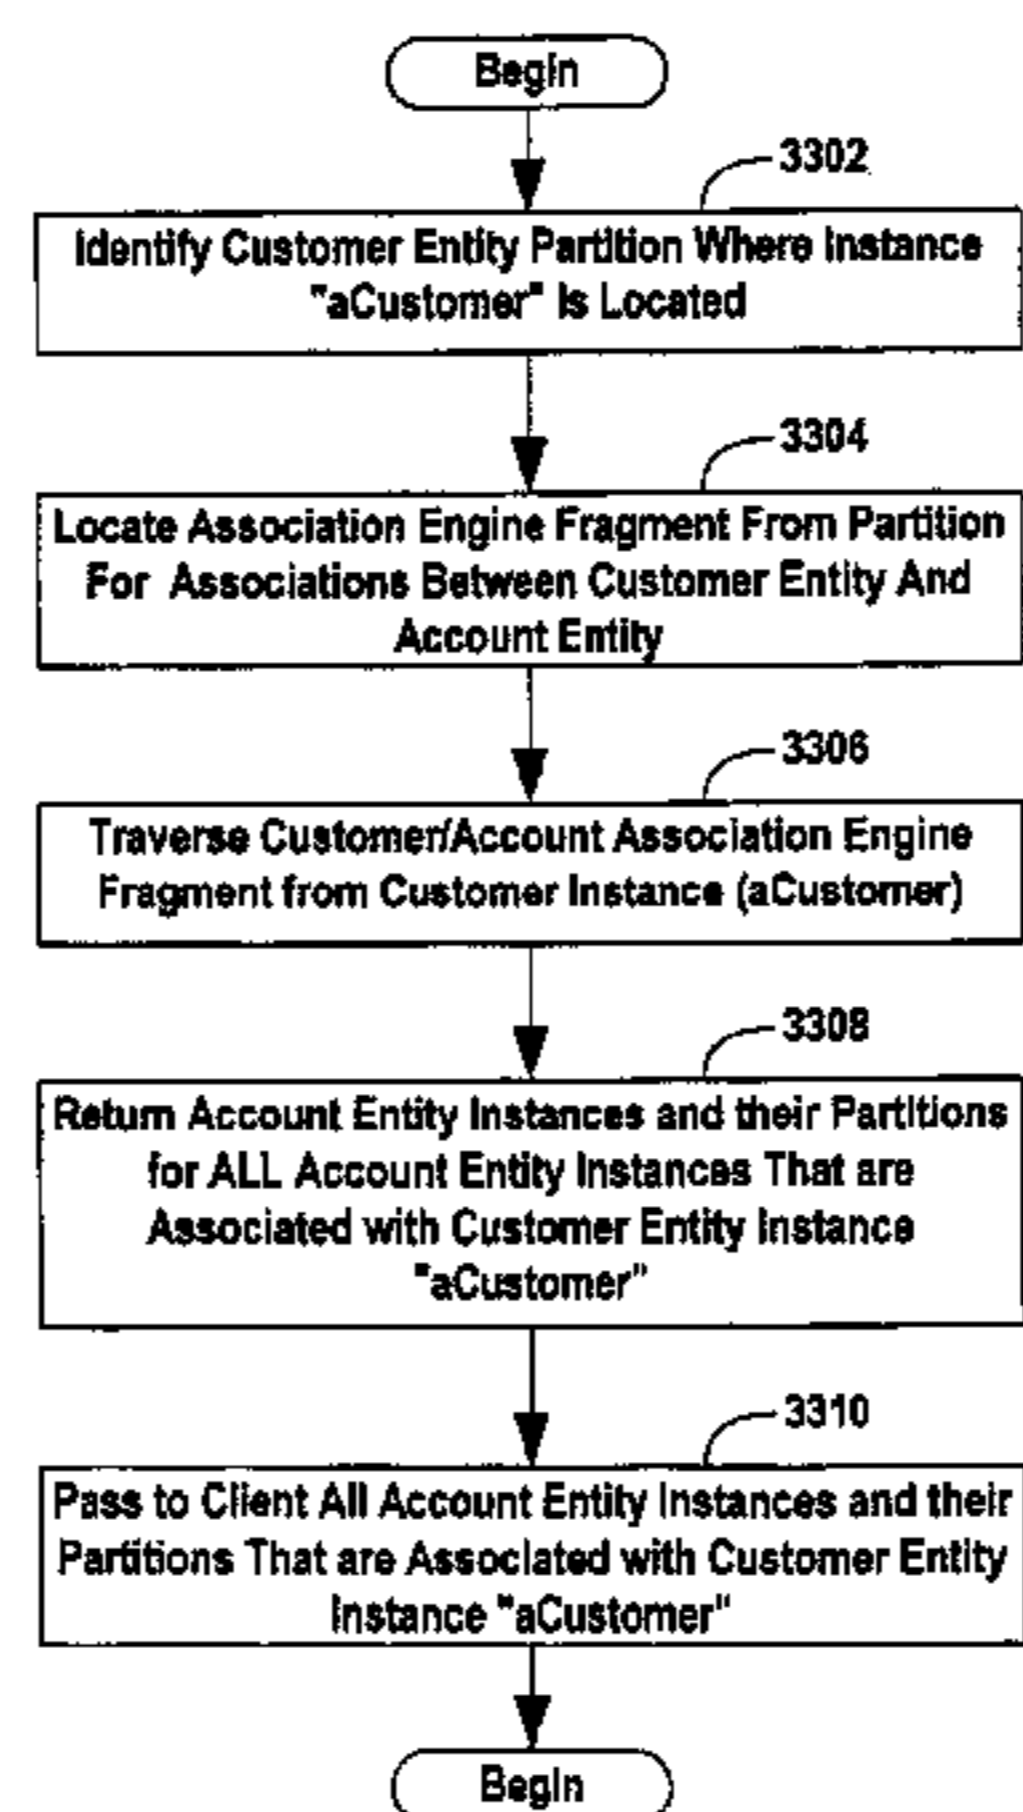 Begin
3302
Identify Customer Entity Partition Where Instance
"aCustomer" Is Located
3304
Locate Association Engine Fragment From Partition
For Associations Between Customer Entity And
Account Entity
3306
Traverse Customer/Account Association Engine
Fragment from Customer Instance (aCustomer)
3308
Return Account Entity Instances and their Partitions
for ALL Account Entity Instances That are
Associated with Customer Entity Instance
"aCustomer"
3310
Pass to Client All Account Entity Instances and their
Partitions That are Associated with Customer Entity
Instance "aCustomer"
Begin